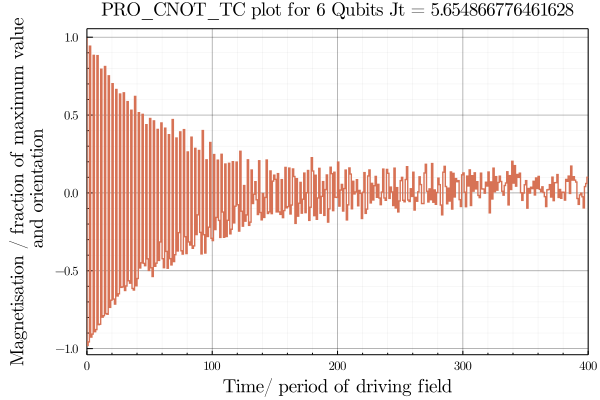 PRO_CNOT_TC plot for 6 Qubits Jt = 5.654866776461628
Magnetisation / fraction of maximum value
and orientation
1.0
0.5
0.0
−0.5
−1.0
0 100 200 300 400
Time/ period of driving field